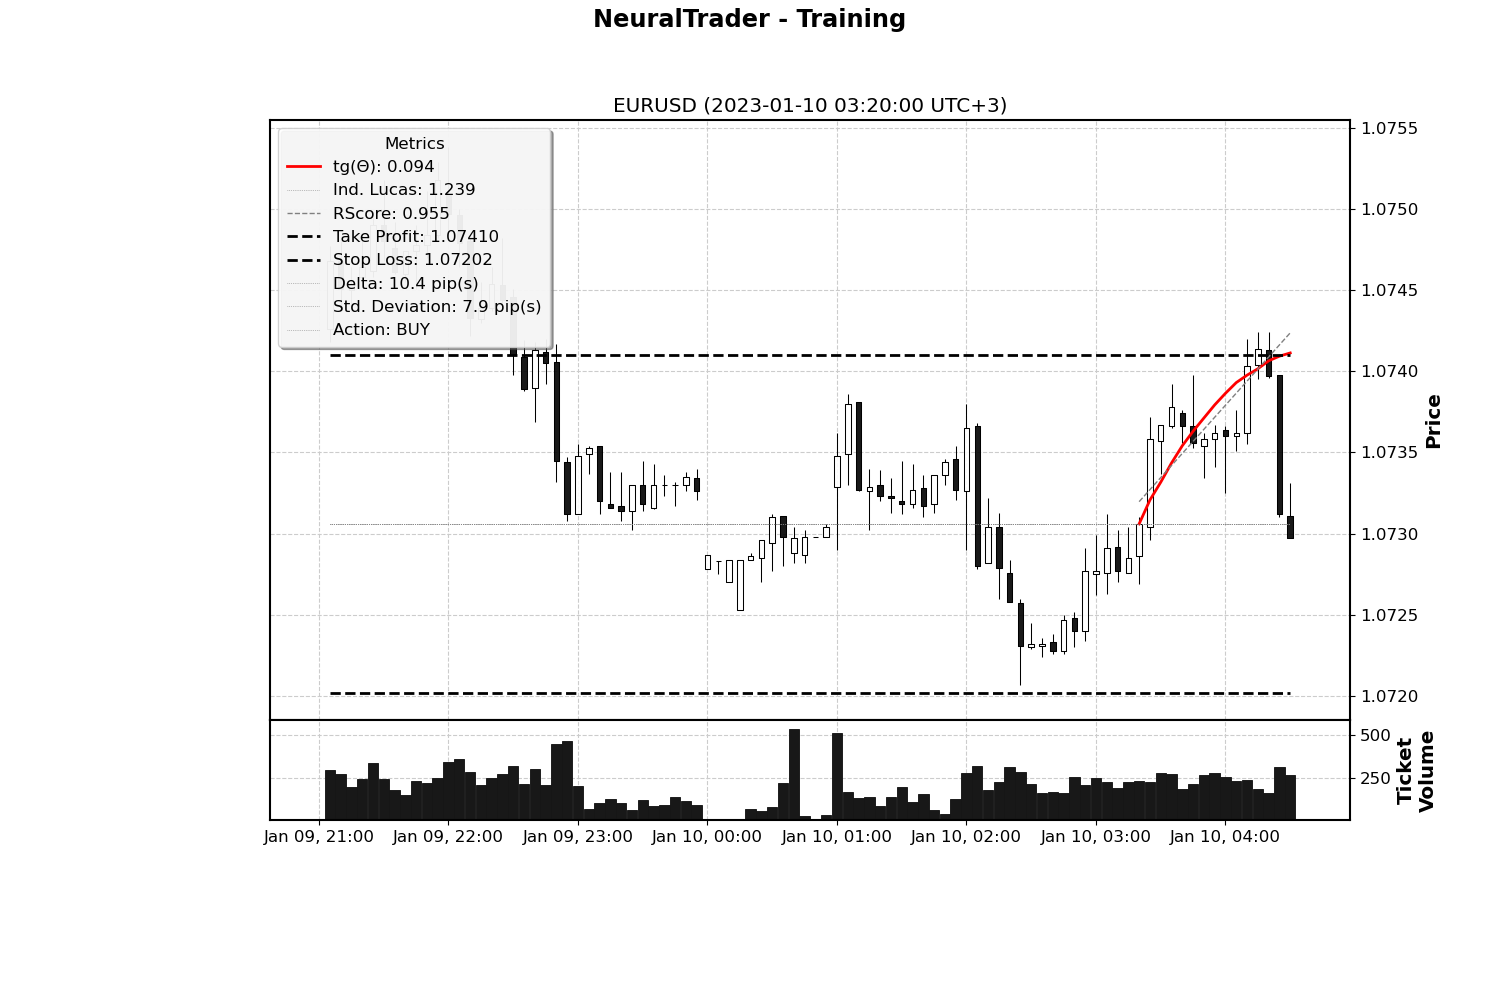 NeuralTrader - Training
EURUSD (2023-01-10 03:20:00 UTC+3)
Metrics
tg(Θ): 0.094
Ind. Lucas: 1.239
RScore: 0.955
Take Profit: 1.07410
Stop Loss: 1.07202
Delta: 10.4 pip(s)
Std. Deviation: 7.9 pip(s)
Action: BUY
1.0755
1.0750
1.0745
1.0740
1.0735
1.0730
1.0725
1.0720
Price
500
250
Ticket
Volume
Jan 09, 21:00
Jan 09, 22:00
Jan 09, 23:00
Jan 10, 00:00
Jan 10, 01:00
Jan 10, 02:00
Jan 10, 03:00
Jan 10, 04:00